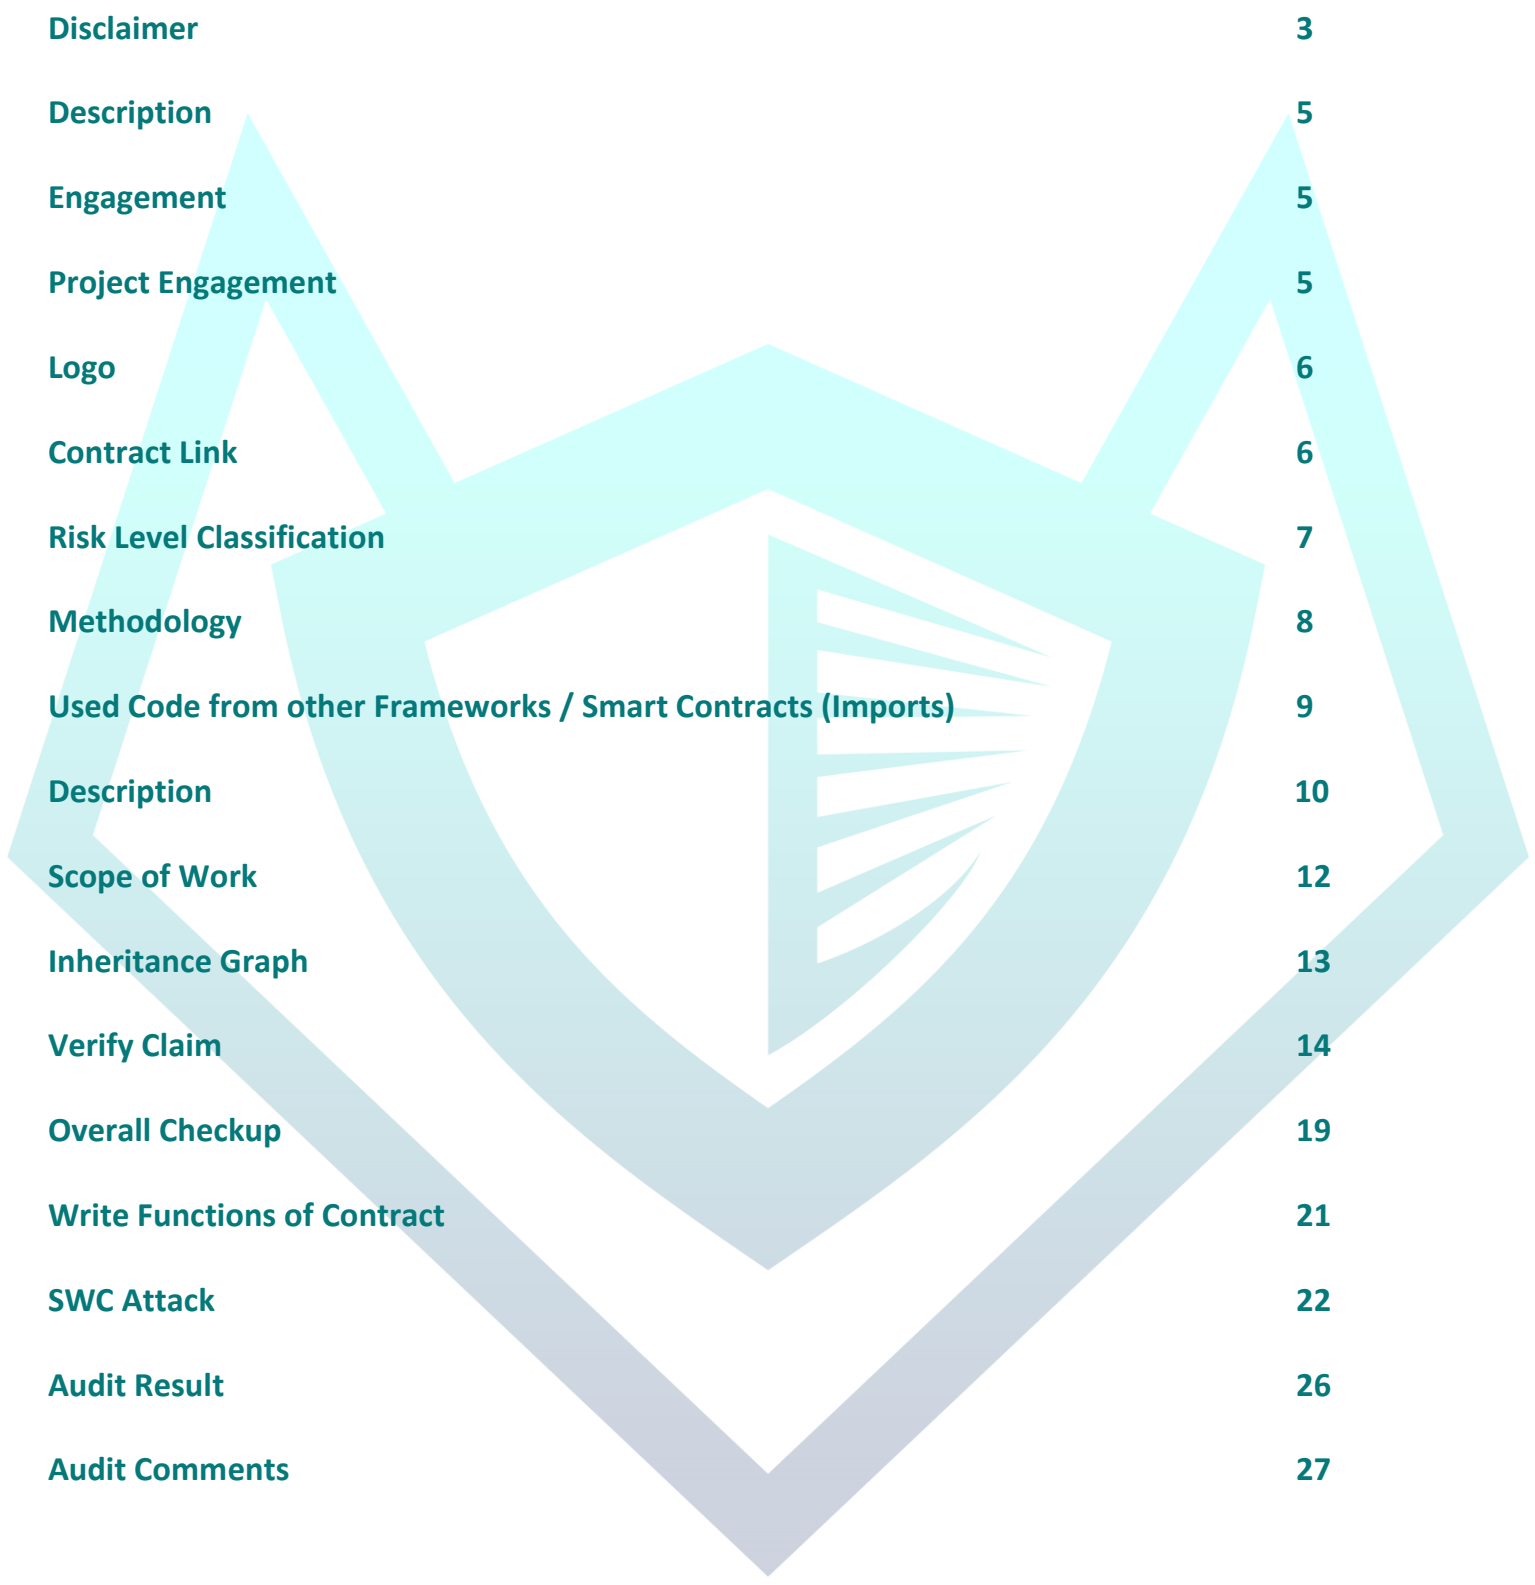 Disclaimer 3
Description 5
Engagement 5
Project Engagement 5
Logo 6
Contract Link 6
Risk Level Classification 7
Methodology 8
Used Code from other Frameworks / Smart Contracts (Imports) 9
Description 10
Scope of Work 12
Inheritance Graph 13
Verify Claim 14
Overall Checkup 19
Write Functions of Contract 21
SWC Attack 22
Audit Result 26
Audit Comments 27